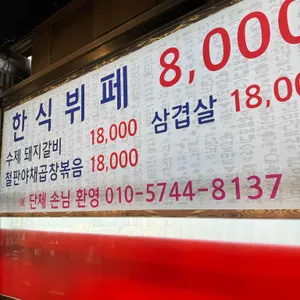 한식뷔페 8,000
수제 돼지갈비 18,000 삼겹살 18,00
철판야채곱창볶음 18,000
※ 단체 손님 환영 010-5744-8137